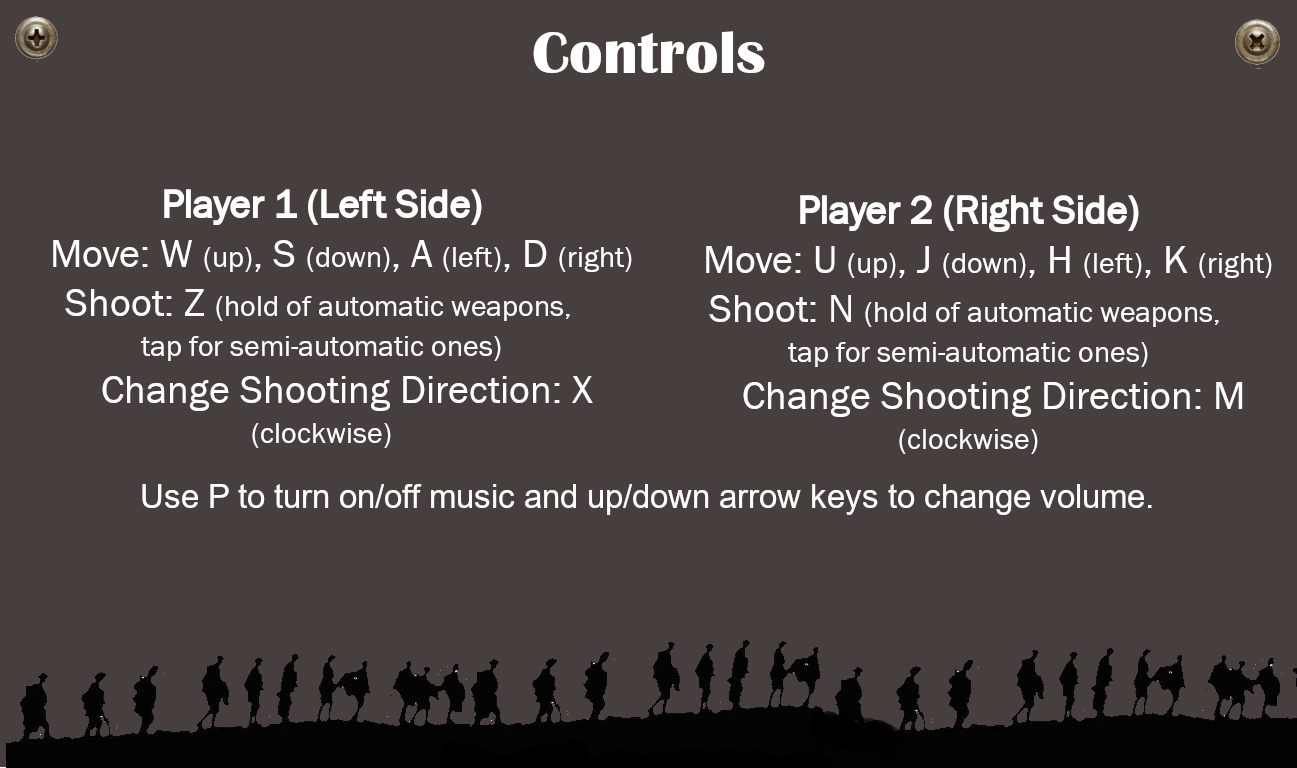 Controls
Player 1 (Left Side)
Move: W (up), S (down), A (left), D (right)
Shoot: Z (hold of automatic weapons,
tap for semi-automatic ones)
Change Shooting Direction: X
(clockwise)
Player 2 (Right Side)
Move: U (up), J (down), H (left), K (right)
Shoot: N (hold of automatic weapons,
tap for semi-automatic ones)
Change Shooting Direction: M
(clockwise)
Use P to turn on/off music and up/down arrow keys to change volume.